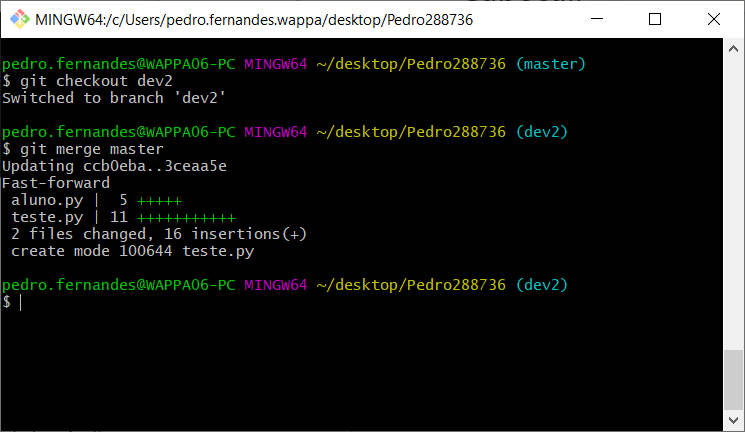 MINGW64:/c/Users/pedro.fernandes.wappa/desktop/Pedro288736
pedro.fernandes@WAPPA06-PC MINGW64 ~/desktop/Pedro288736 (master)
$ git checkout dev2
Switched to branch 'dev2'
pedro.fernandes@WAPPA06-PC MINGW64 ~/desktop/Pedro288736 (dev2)
$ git merge master
Updating ccb0eba..3ceaa5e
Fast-forward
 aluno.py |  5 +++++
 teste.py | 11 +++++++++++
 2 files changed, 16 insertions(+)
 create mode 100644 teste.py
pedro.fernandes@WAPPA06-PC MINGW64 ~/desktop/Pedro288736 (dev2)
$